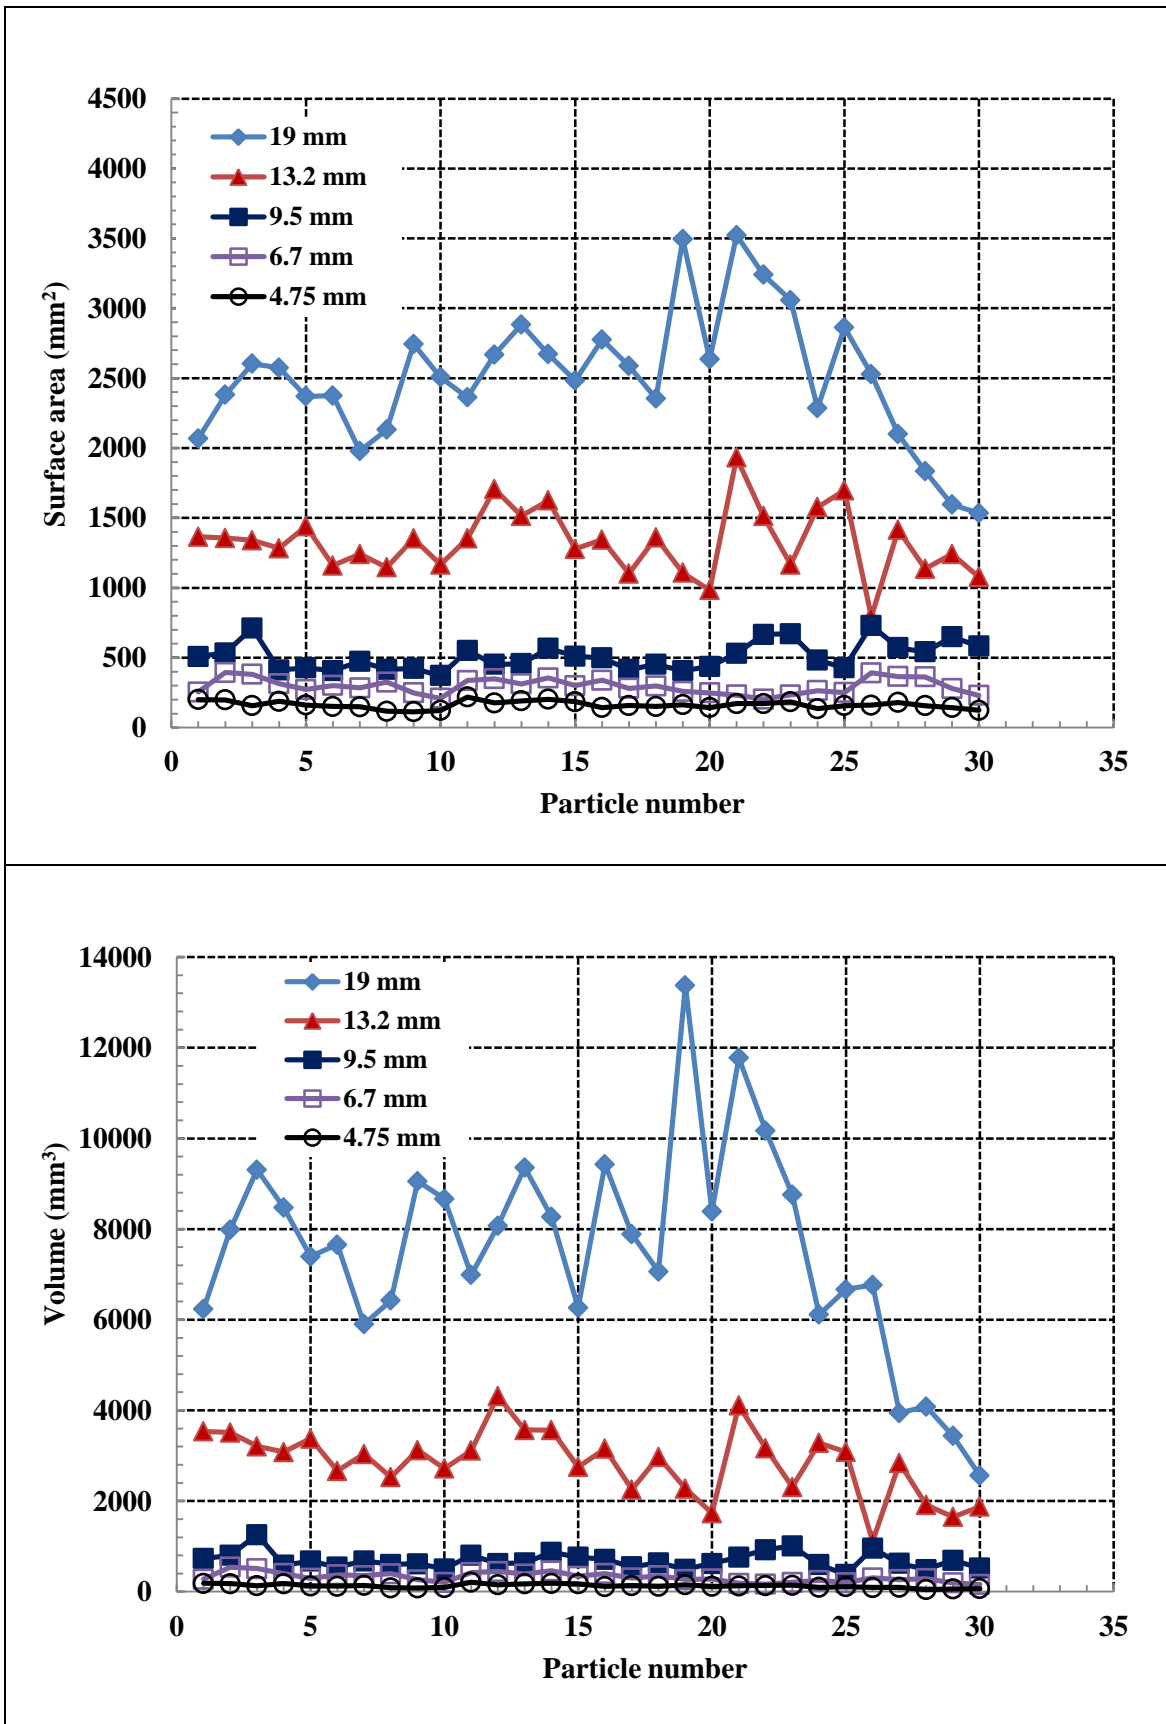 4500
4000
3500
3000
2500
2000
1500
1000
500
0
Surface area (mm²)
19 mm
13.2 mm
9.5 mm
6.7 mm
4.75 mm
0 5 10 15 20 25 30 35
Particle number
14000
12000
10000
8000
6000
4000
2000
0
Volume (mm³)
19 mm
13.2 mm
9.5 mm
6.7 mm
4.75 mm
0 5 10 15 20 25 30 35
Particle number